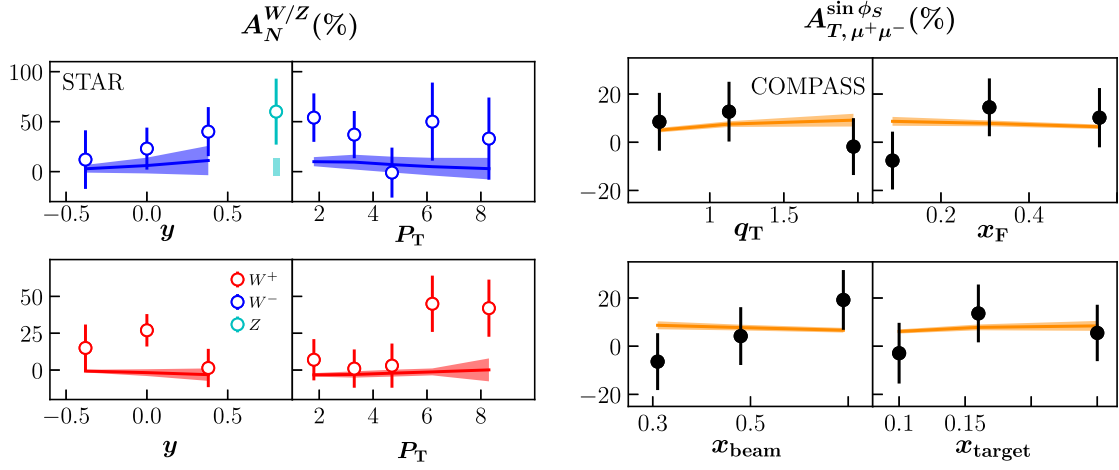 A_N^{W/Z}(%)
A_{T, μ⁺μ⁻}^{sin ϕ_S}(%)
100
50
0
STAR
−0.5
0.0
0.5
y
2
4
6
8
P_T
50
25
0
W⁺
W⁻
Z
−0.5
0.0
0.5
y
2
4
6
8
P_T
20
0
−20
COMPASS
1
1.5
q_T
0.2
0.4
x_F
20
0
−20
0.3
0.5
x_beam
0.1
0.15
x_target